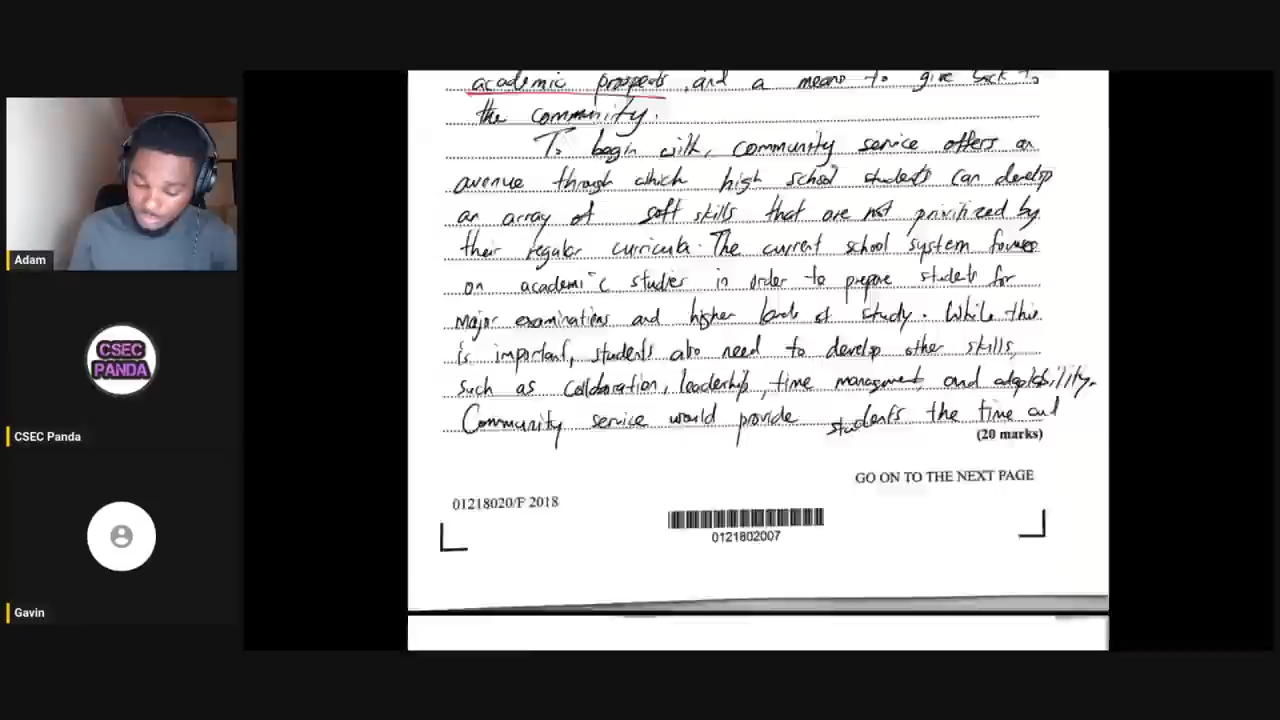 academic prospects, and a means to give back to
the community.
To begin with, community service offers an
avenue through which high school students can develop
an array of soft skills that are not privitized by
their regular curricula. The current school system focuses
on academic studies in order to prepare students for
major examinations and higher levels of study. While this
is important, students also need to develop other skills,
such as collaboration, leadership, time management, and adaptability.
Community service would provide students the time and
(20 marks)
GO ON TO THE NEXT PAGE
01218020/F 2018
0121802007
Adam
CSEC
PANDA
CSEC Panda
Gavin